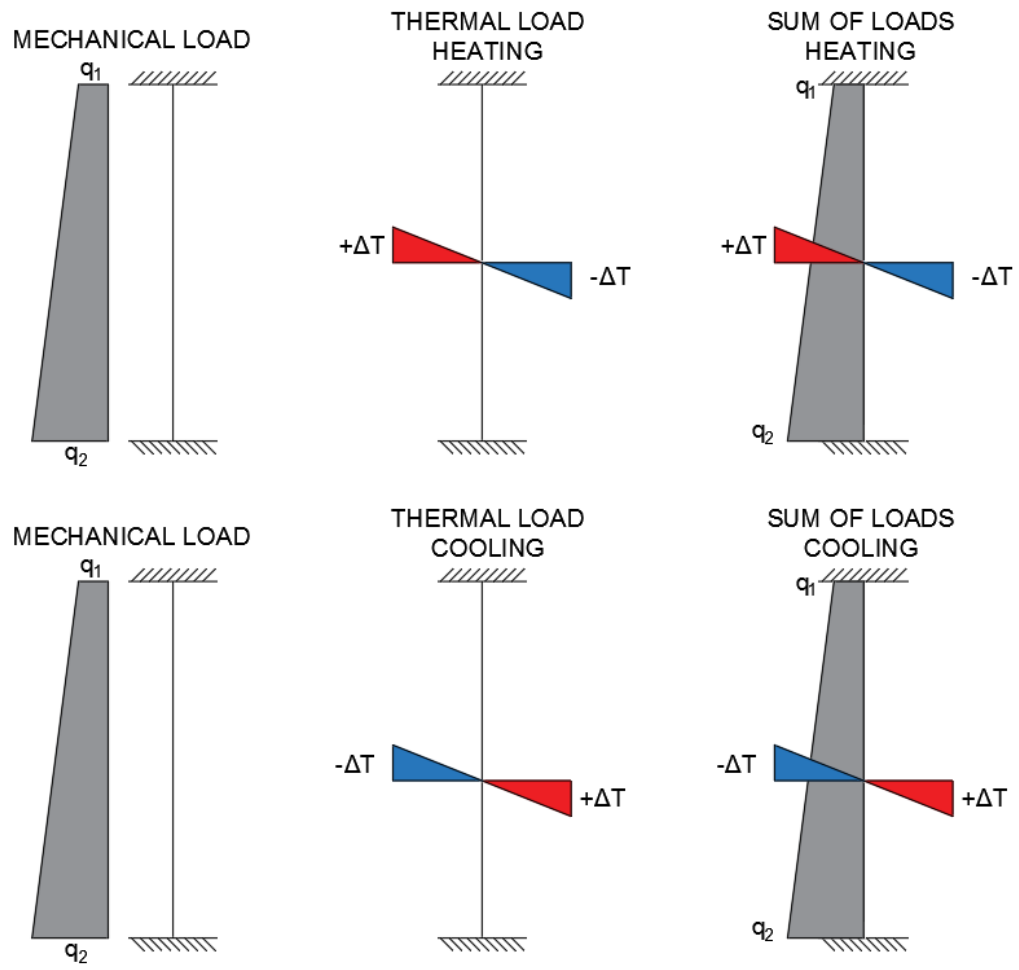 MECHANICAL LOAD
q₁
q₂
THERMAL LOAD
HEATING
+ΔT
-ΔT
SUM OF LOADS
HEATING
q₁
+ΔT
-ΔT
q₂
MECHANICAL LOAD
q₁
q₂
THERMAL LOAD
COOLING
-ΔT
+ΔT
SUM OF LOADS
COOLING
q₁
-ΔT
+ΔT
q₂